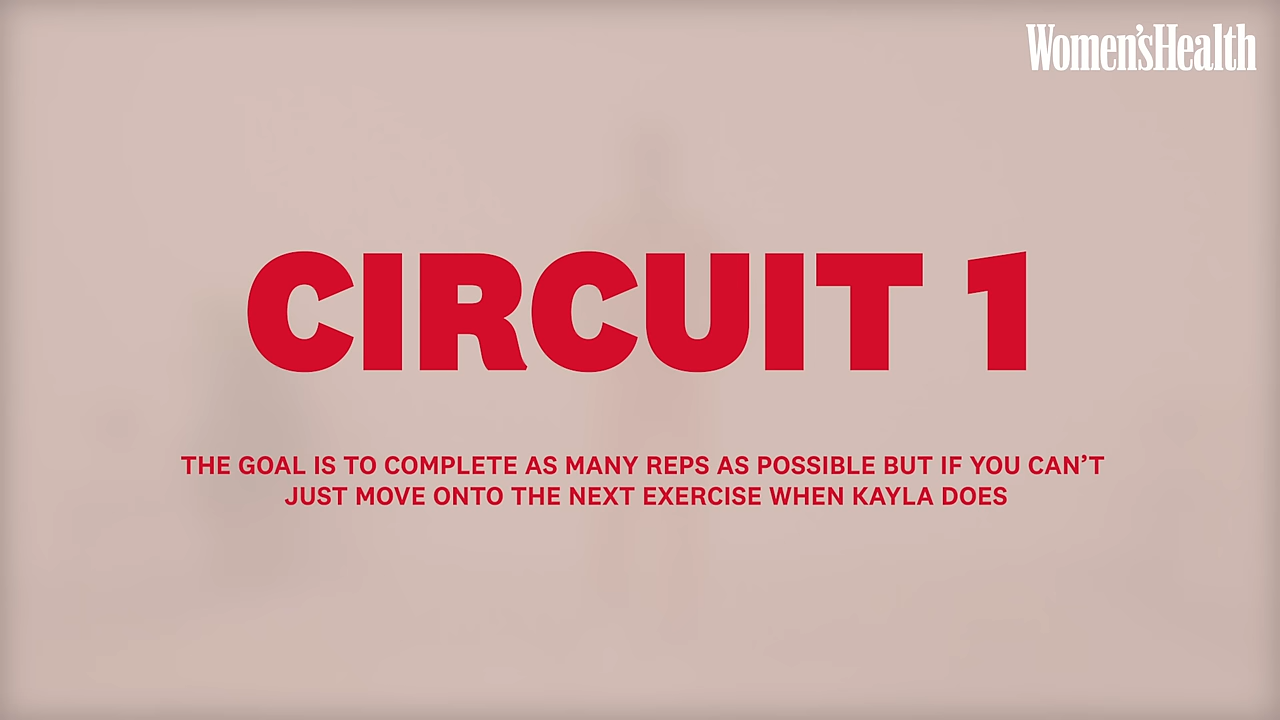 Women'sHealth
CIRCUIT 1
THE GOAL IS TO COMPLETE AS MANY REPS AS POSSIBLE BUT IF YOU CAN’T
JUST MOVE ONTO THE NEXT EXERCISE WHEN KAYLA DOES